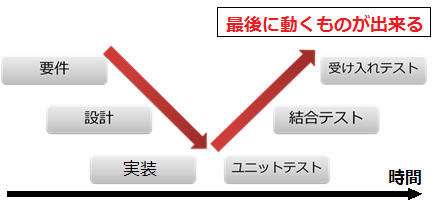 最後に動くものが出来る
要件
受け入れテスト
設計
結合テスト
実装
ユニットテスト
時間